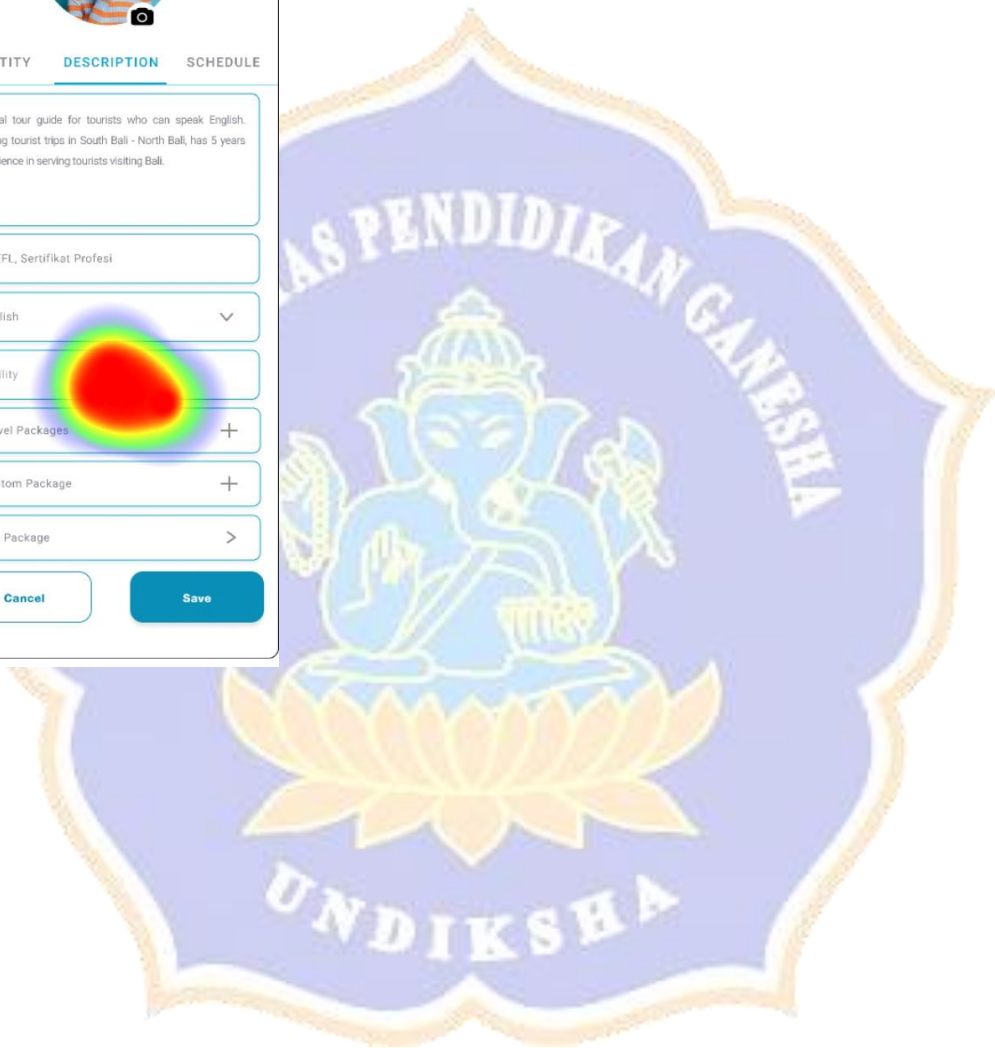 TITY DESCRIPTION SCHEDULE
al tour guide for tourists who can speak English.
ng tourist trips in South Bali - North Bali, has 5 years
ience in serving tourists visiting Bali.
FL, Sertifikat Profesi
lish
ility
vel Packages
tom Package
Package
Cancel Save
AS PENDIDIKAN GANESHA
UNDIKSHA